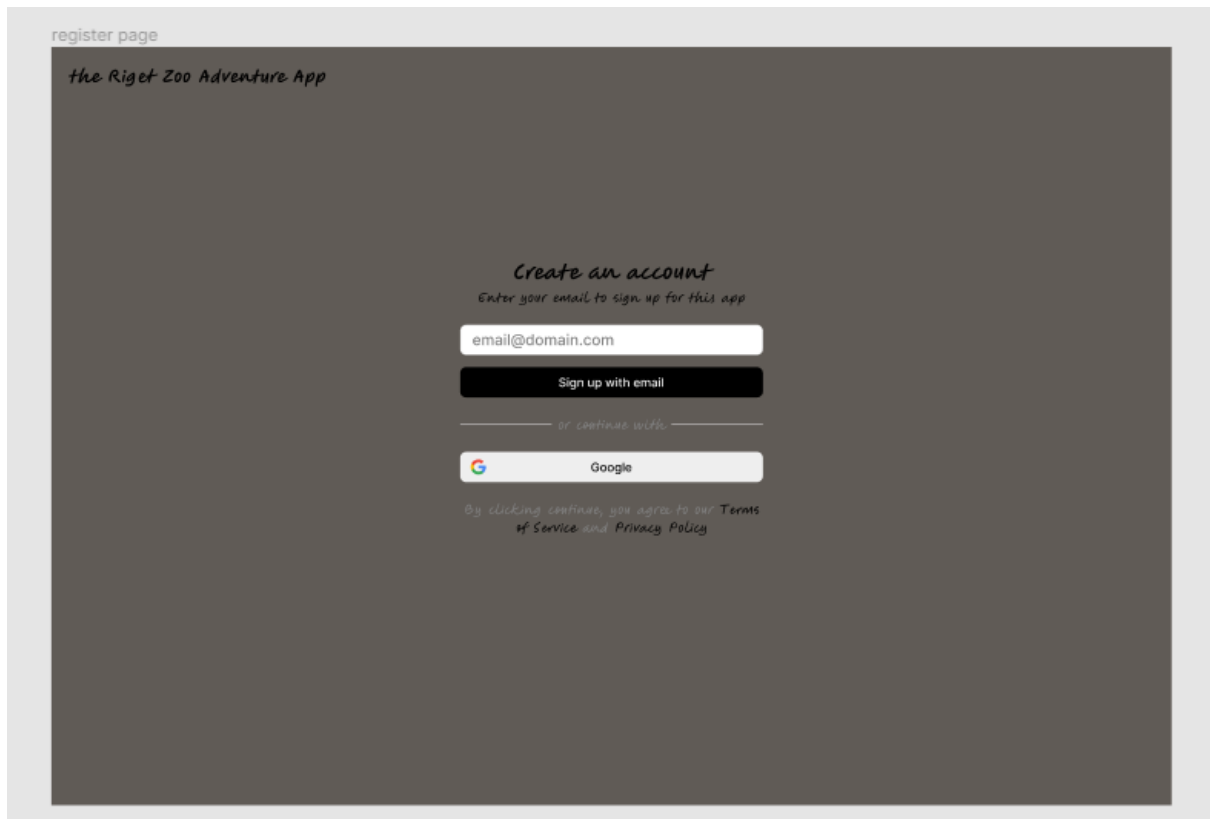 register page
the Riget Zoo Adventure App
Create an account
Enter your email to sign up for this app
email@domain.com
Sign up with email
or continue with
Google
By clicking continue, you agree to our Terms
of Service and Privacy Policy